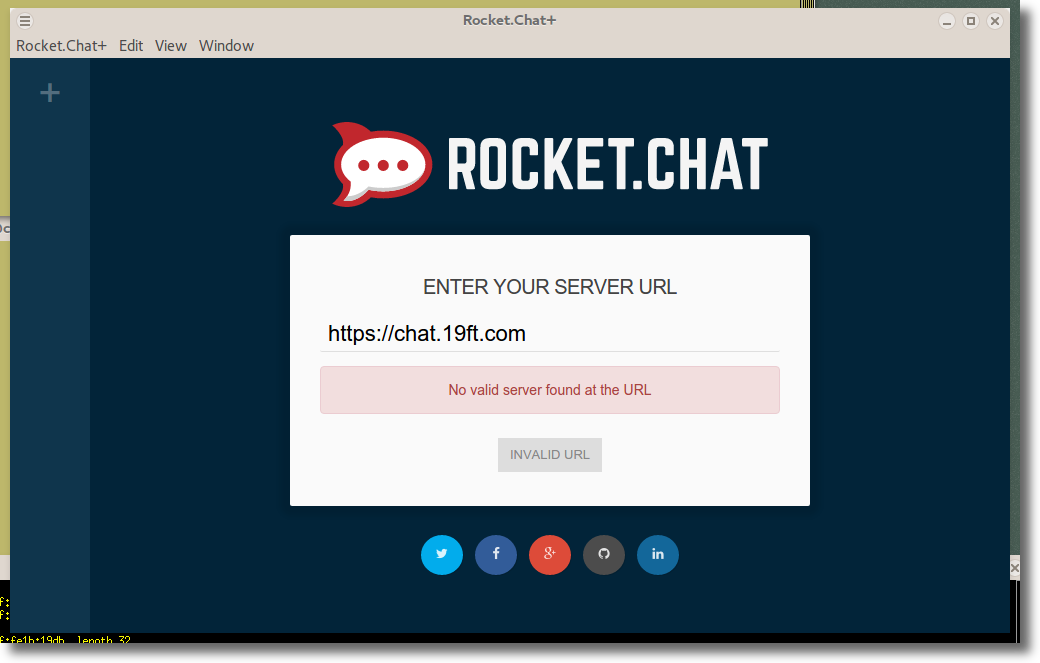 Rocket.Chat+
Rocket.Chat+ Edit View Window
+
ROCKET.CHAT
ENTER YOUR SERVER URL
https://chat.19ft.com
No valid server found at the URL
INVALID URL
f:
f:
f:fe1b:19db, length 32